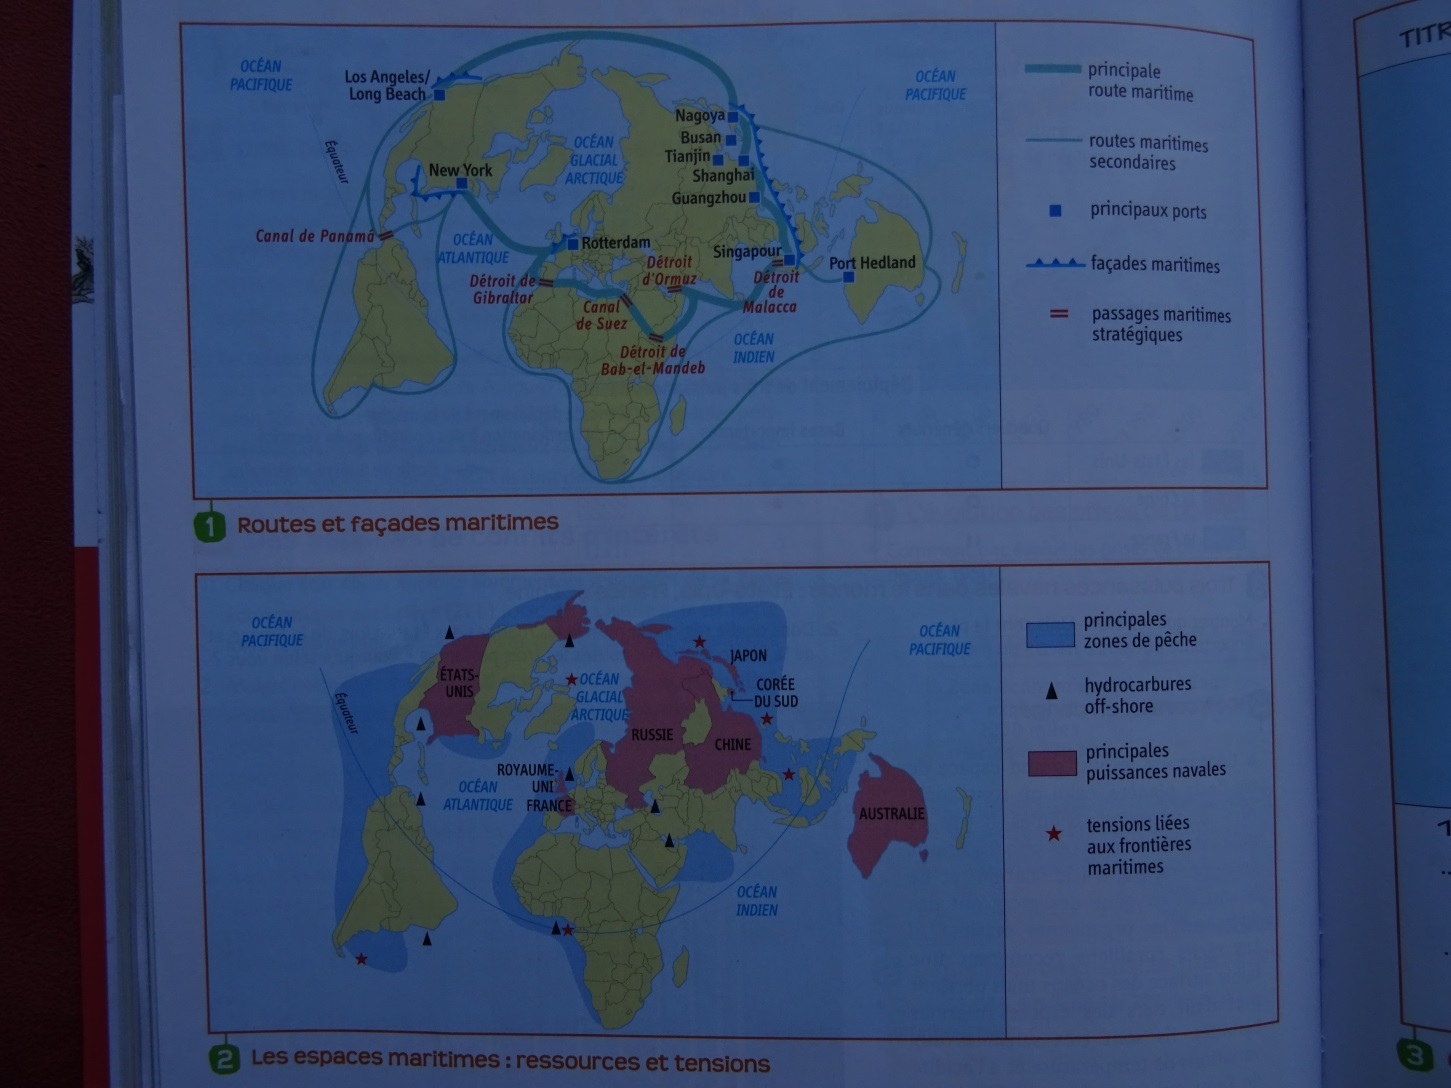 OCÉAN
PACIFIQUE
Los Angeles/
Long Beach
Équateur
New York
Canal de Panamá
OCÉAN
ATLANTIQUE
OCÉAN
GLACIAL
ARCTIQUE
Rotterdam
Détroit de
Gibraltar
Canal
de Suez
Détroit
d'Ormuz
Détroit de
Bab-el-Mandeb
Nagoya
Busan
Tianjin
Shanghai
Guangzhou
Singapour
Détroit
de
Malacca
Port Hedland
OCÉAN
INDIEN
OCÉAN
PACIFIQUE
principale
route maritime
routes maritimes
secondaires
principaux ports
façades maritimes
passages maritimes
stratégiques
1 Routes et façades maritimes
OCÉAN
PACIFIQUE
Équateur
ÉTATS-
UNIS
OCÉAN
GLACIAL
ARCTIQUE
OCÉAN
ATLANTIQUE
ROYAUME-
UNI
FRANCE
RUSSIE
CHINE
JAPON
CORÉE
DU SUD
AUSTRALIE
OCÉAN
INDIEN
OCÉAN
PACIFIQUE
principales
zones de pêche
hydrocarbures
off-shore
principales
puissances navales
tensions liées
aux frontières
maritimes
2 Les espaces maritimes : ressources et tensions
TITR
3